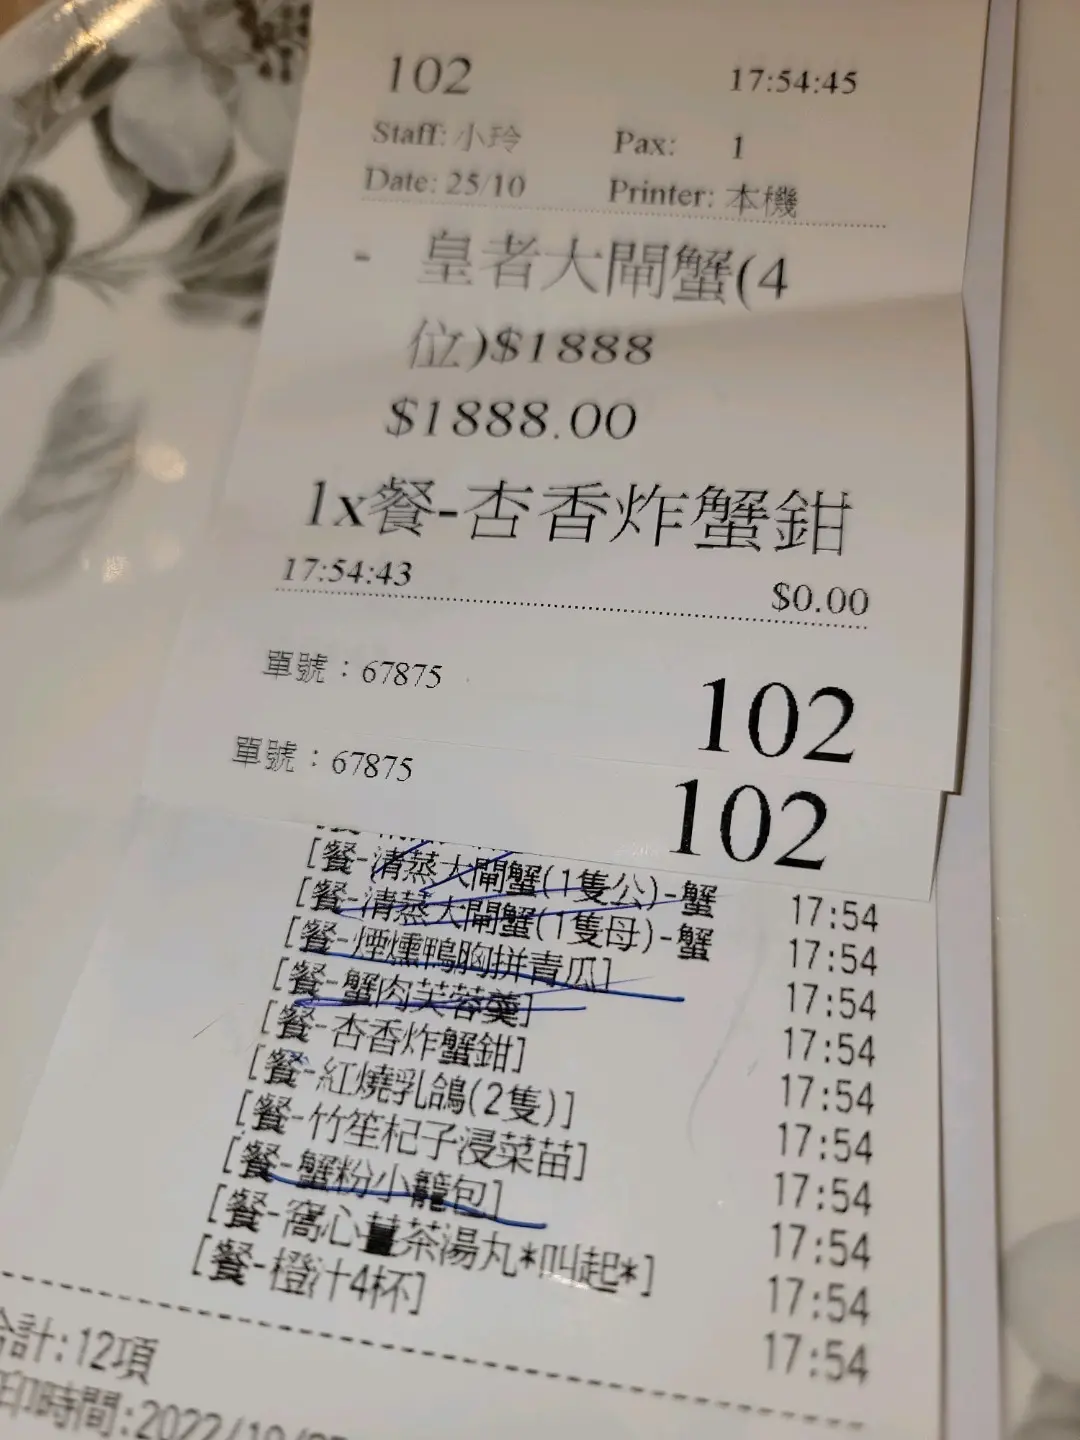 102 17:54:45
Staff: 小玲 Pax: 1
Date: 25/10 Printer: 本機
- 皇者大閘蟹(4
位)$1888
$1888.00
1x餐-杏香炸蟹鉗
17:54:43 $0.00
單號：67875 102
單號：67875 102
[餐-清蒸大閘蟹(1隻公)-蟹 17:54
[餐-清蒸大閘蟹(1隻母)-蟹 17:54
[餐-煙燻鴨胸拼青瓜] 17:54
[餐-蟹肉芙蓉羹] 17:54
[餐-杏香炸蟹鉗] 17:54
[餐-紅燒乳鴿(2隻)] 17:54
[餐-竹笙杞子浸菜苗] 17:54
[餐-蟹粉小籠包] 17:54
[餐-窩心薑茶湯丸*叫起*] 17:54
[餐-橙汁4杯] 17:54
合計:12項
印時間:2022/10/25